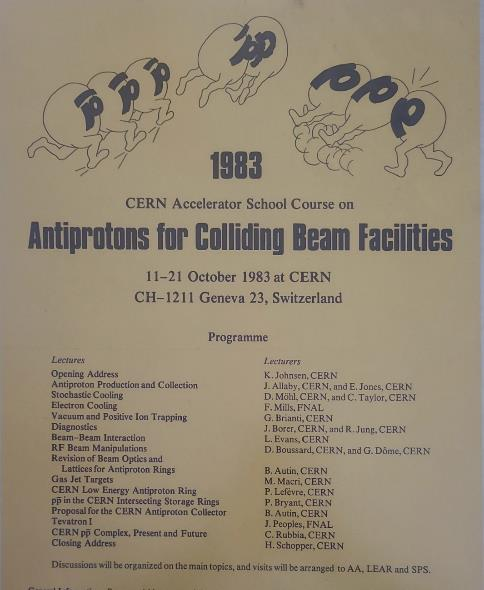 p̄ p̄ p̄ p̄p p p p
1983
CERN Accelerator School Course on
Antiprotons for Colliding Beam Facilities
11–21 October 1983 at CERN
CH–1211 Geneva 23, Switzerland
Programme
Lectures Lecturers
Opening Address K. Johnsen, CERN
Antiproton Production and Collection J. Allaby, CERN, and E. Jones, CERN
Stochastic Cooling D. Möhl, CERN, and C. Taylor, CERN
Electron Cooling F. Mills, FNAL
Vacuum and Positive Ion Trapping G. Brianti, CERN
Diagnostics J. Borer, CERN, and R. Jung, CERN
Beam–Beam Interaction L. Evans, CERN
RF Beam Manipulations D. Boussard, CERN, and G. Dôme, CERN
Revision of Beam Optics and
Lattices for Antiproton Rings B. Autin, CERN
Gas Jet Targets M. Macri, CERN
CERN Low Energy Antiproton Ring P. Lefèvre, CERN
pp̄ in the CERN Intersecting Storage Rings P. Bryant, CERN
Proposal for the CERN Antiproton Collector B. Autin, CERN
Tevatron I J. Peoples, FNAL
CERN pp̄ Complex, Present and Future C. Rubbia, CERN
Closing Address H. Schopper, CERN
Discussions will be organized on the main topics, and visits will be arranged to AA, LEAR and SPS.